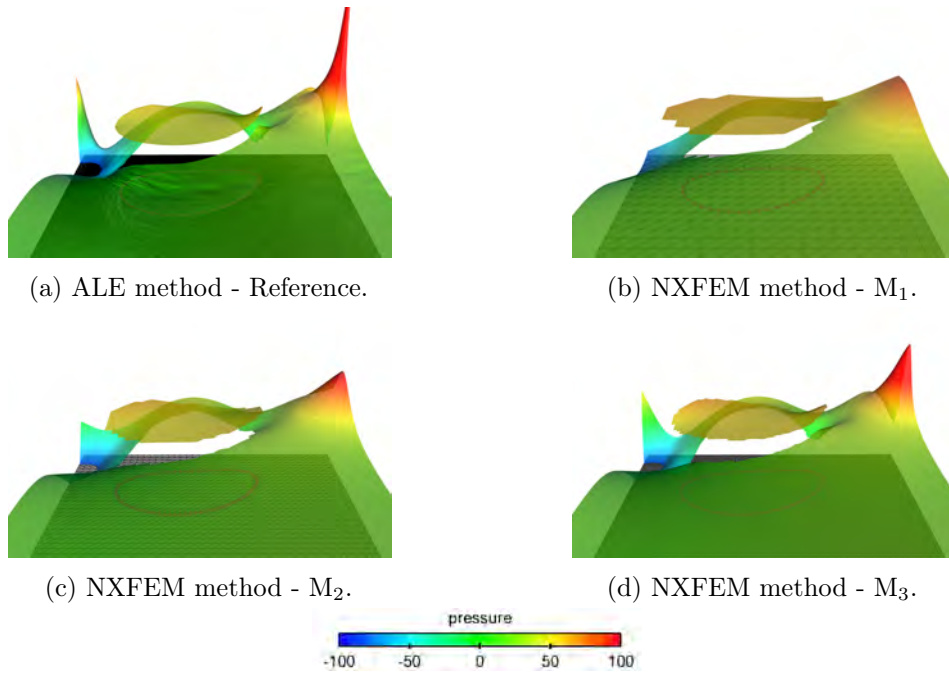 (a) ALE method - Reference.
(b) NXFEM method - M₁.
(c) NXFEM method - M₂.
(d) NXFEM method - M₃.
pressure
-100 -50 0 50 100